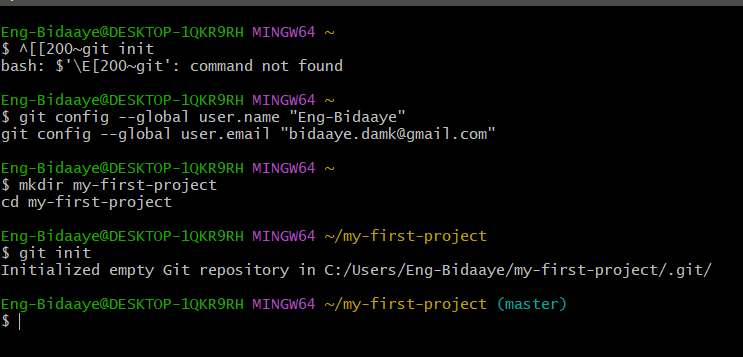 Eng-Bidaaye@DESKTOP-1QKR9RH MINGW64 ~
$ ^[[200~git init
bash: $'\E[200~git': command not found
Eng-Bidaaye@DESKTOP-1QKR9RH MINGW64 ~
$ git config --global user.name "Eng-Bidaaye"
git config --global user.email "bidaaye.damk@gmail.com"
Eng-Bidaaye@DESKTOP-1QKR9RH MINGW64 ~
$ mkdir my-first-project
cd my-first-project
Eng-Bidaaye@DESKTOP-1QKR9RH MINGW64 ~/my-first-project
$ git init
Initialized empty Git repository in C:/Users/Eng-Bidaaye/my-first-project/.git/
Eng-Bidaaye@DESKTOP-1QKR9RH MINGW64 ~/my-first-project (master)
$